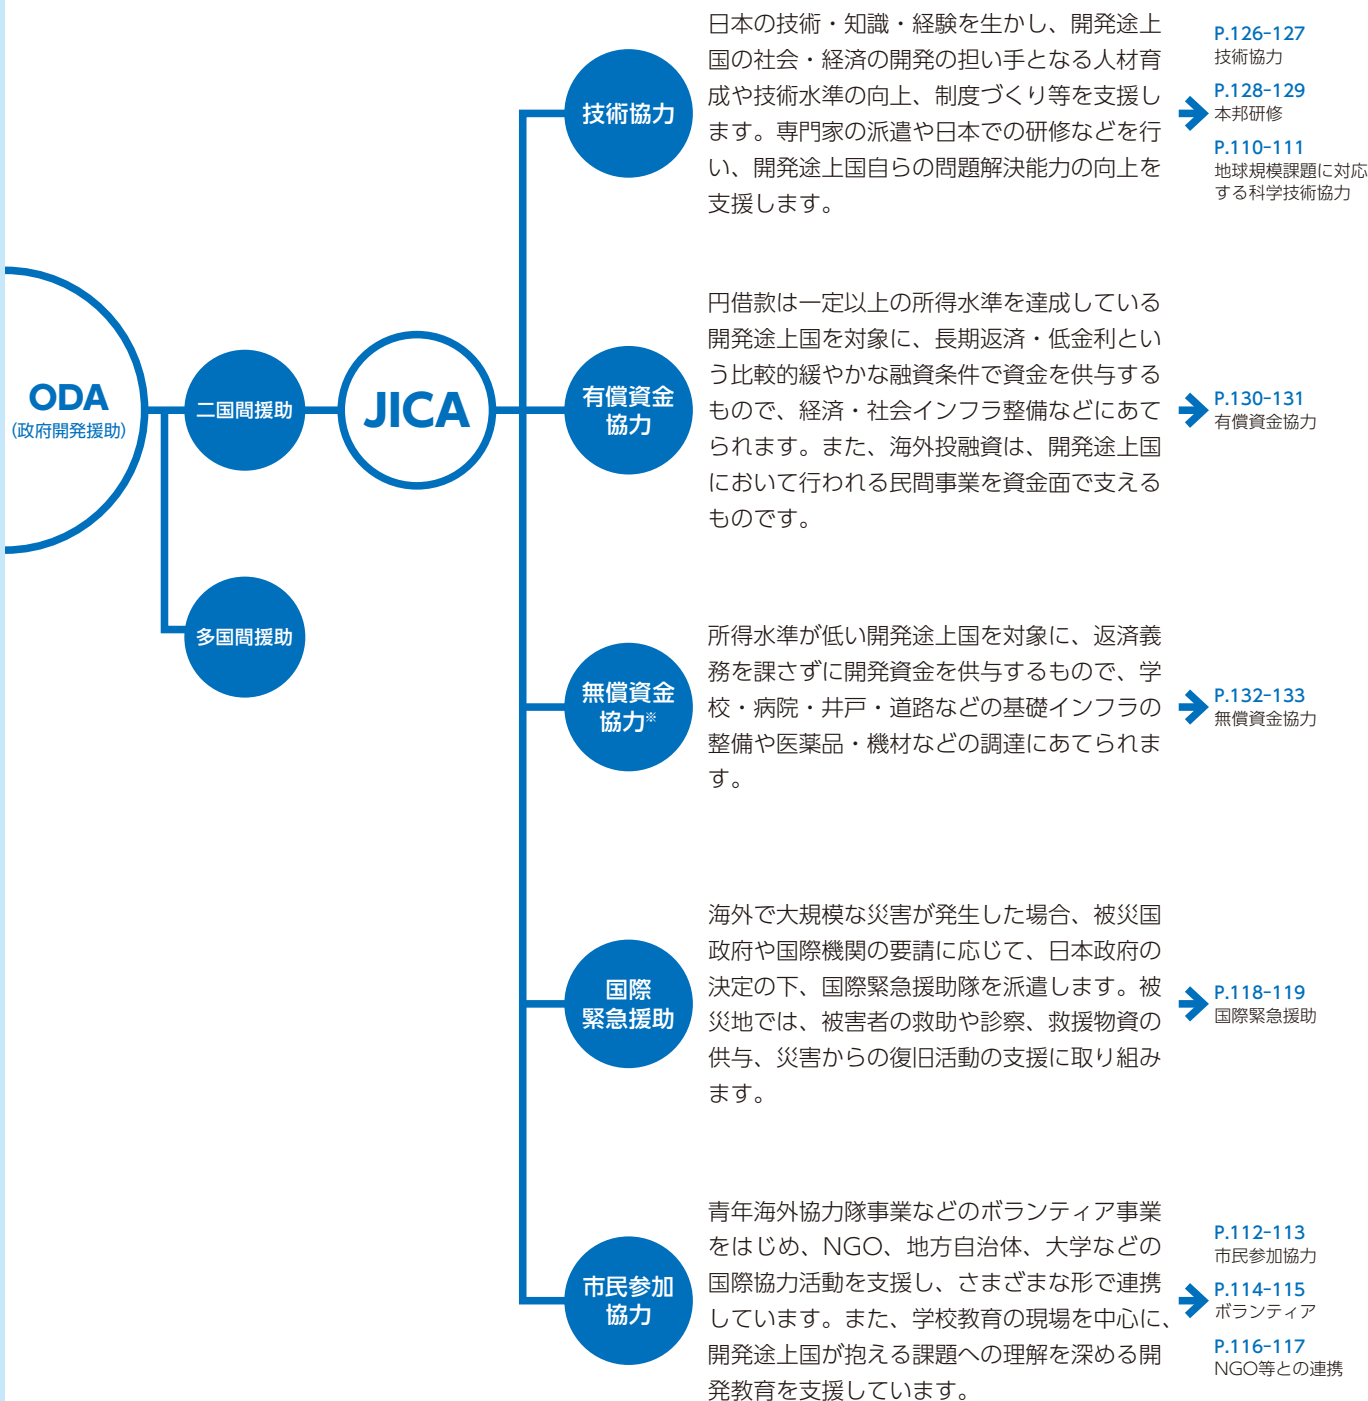 ODA
(政府開発援助)
二国間援助
多国間援助
JICA
技術協力
日本の技術・知識・経験を生かし、開発途上
国の社会・経済の開発の担い手となる人材育
成や技術水準の向上、制度づくり等を支援し
ます。専門家の派遣や日本での研修などを行
い、開発途上国自らの問題解決能力の向上を
支援します。
P.126-127
技術協力
P.128-129
本邦研修
P.110-111
地球規模課題に対応
する科学技術協力
有償資金
協力
円借款は一定以上の所得水準を達成している
開発途上国を対象に、長期返済・低金利とい
う比較的緩やかな融資条件で資金を供与する
もので、経済・社会インフラ整備などにあて
られます。また、海外投融資は、開発途上国
において行われる民間事業を資金面で支える
ものです。
P.130-131
有償資金協力
無償資金
協力※
所得水準が低い開発途上国を対象に、返済義
務を課さずに開発資金を供与するもので、学
校・病院・井戸・道路などの基礎インフラの
整備や医薬品・機材などの調達にあてられま
す。
P.132-133
無償資金協力
国際
緊急援助
海外で大規模な災害が発生した場合、被災国
政府や国際機関の要請に応じて、日本政府の
決定の下、国際緊急援助隊を派遣します。被
災地では、被害者の救助や診察、救援物資の
供与、災害からの復旧活動の支援に取り組み
ます。
P.118-119
国際緊急援助
市民参加
協力
青年海外協力隊事業などのボランティア事業
をはじめ、NGO、地方自治体、大学などの
国際協力活動を支援し、さまざまな形で連携
しています。また、学校教育の現場を中心に、
開発途上国が抱える課題への理解を深める開
発教育を支援しています。
P.112-113
市民参加協力
P.114-115
ボランティア
P.116-117
NGO等との連携